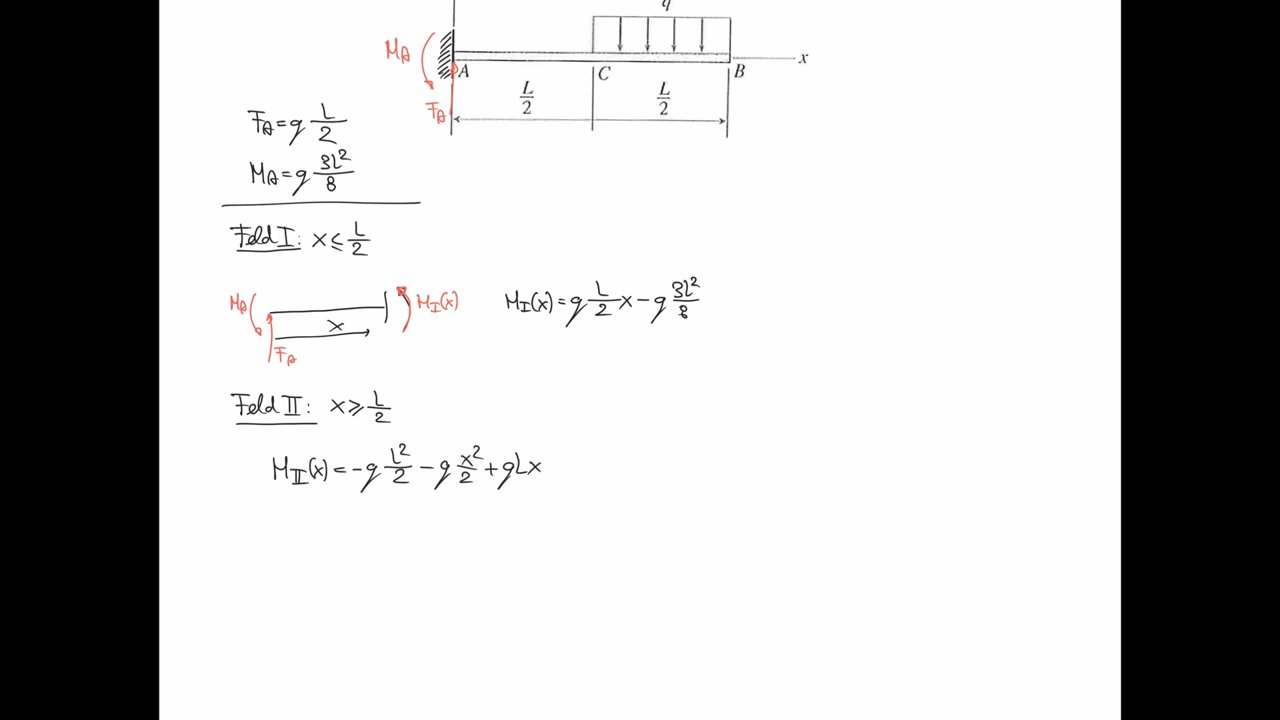 q
M_A
A
C
B
x
F_A
L/2
L/2
F_A = q L/2
M_A = q 3L²/8
Feld I: x ≤ L/2
M_A
M_I(x)
x
F_A
M_I(x) = q L/2 x − q 3L²/8
Feld II: x ≥ L/2
M_II(x) = −q L²/2 − q x²/2 + qLx